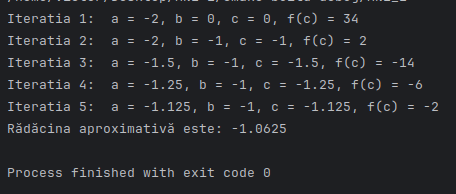 Iteratia 1:  a = -2, b = 0, c = 0, f(c) = 34
Iteratia 2:  a = -2, b = -1, c = -1, f(c) = 2
Iteratia 3:  a = -1.5, b = -1, c = -1.5, f(c) = -14
Iteratia 4:  a = -1.25, b = -1, c = -1.25, f(c) = -6
Iteratia 5:  a = -1.125, b = -1, c = -1.125, f(c) = -2
Rădăcina aproximativă este: -1.0625
Process finished with exit code 0